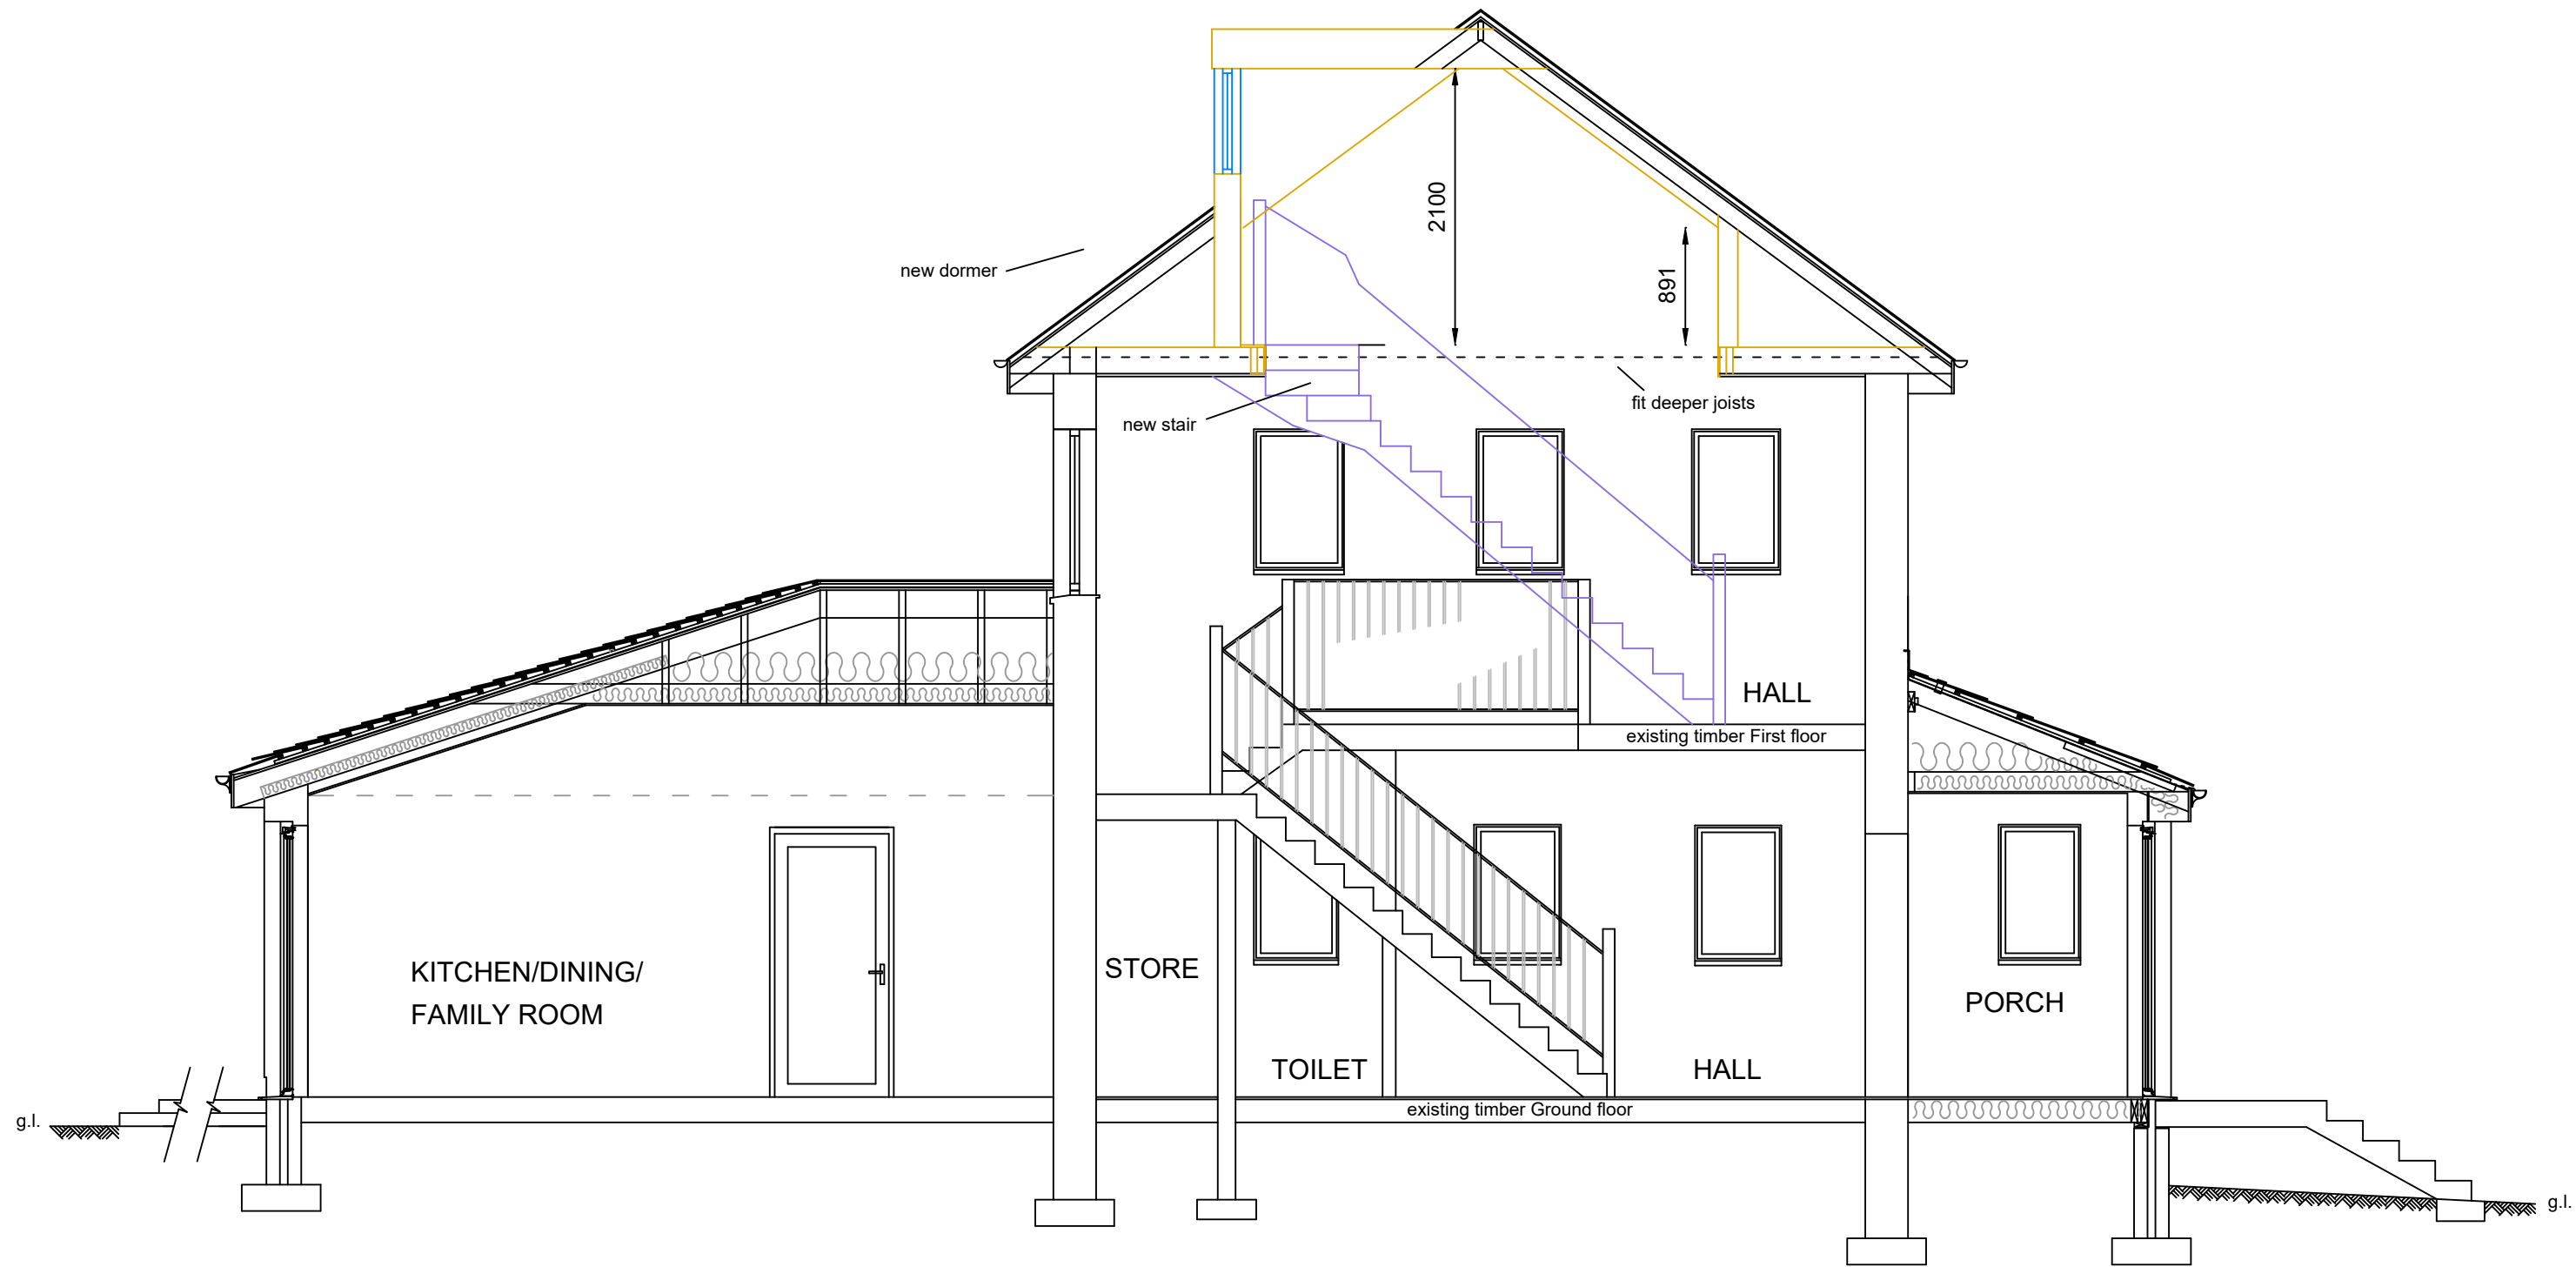 2100
new dormer
891
fit deeper joists
new stair
HALL
existing timber First floor
KITCHEN/DINING/
FAMILY ROOM
STORE
PORCH
TOILET
HALL
existing timber Ground floor
g.l.
g.l.